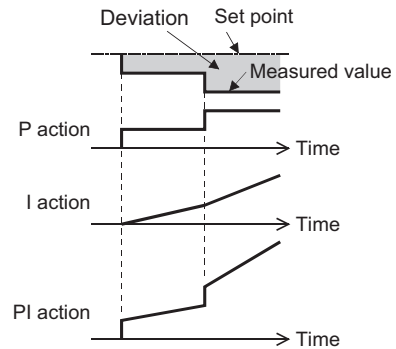 Deviation
Set point
Measured value
P action
Time
I action
Time
PI action
Time